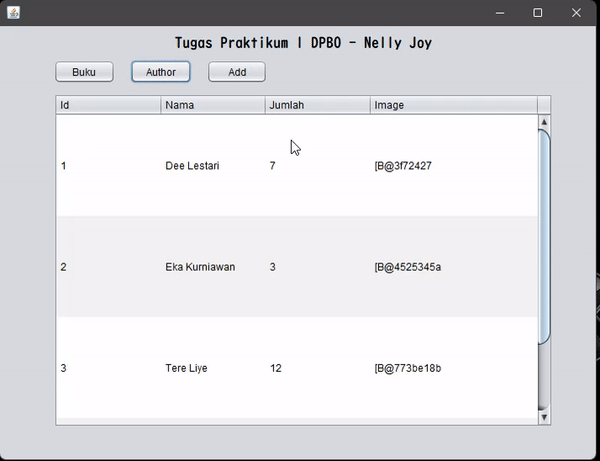 Tugas Praktikum 1 DPBO - Nelly Joy
Buku Author Add
Id Nama Jumlah Image
1 Dee Lestari 7 [B@3f72427
2 Eka Kurniawan 3 [B@4525345a
3 Tere Liye 12 [B@773be18b